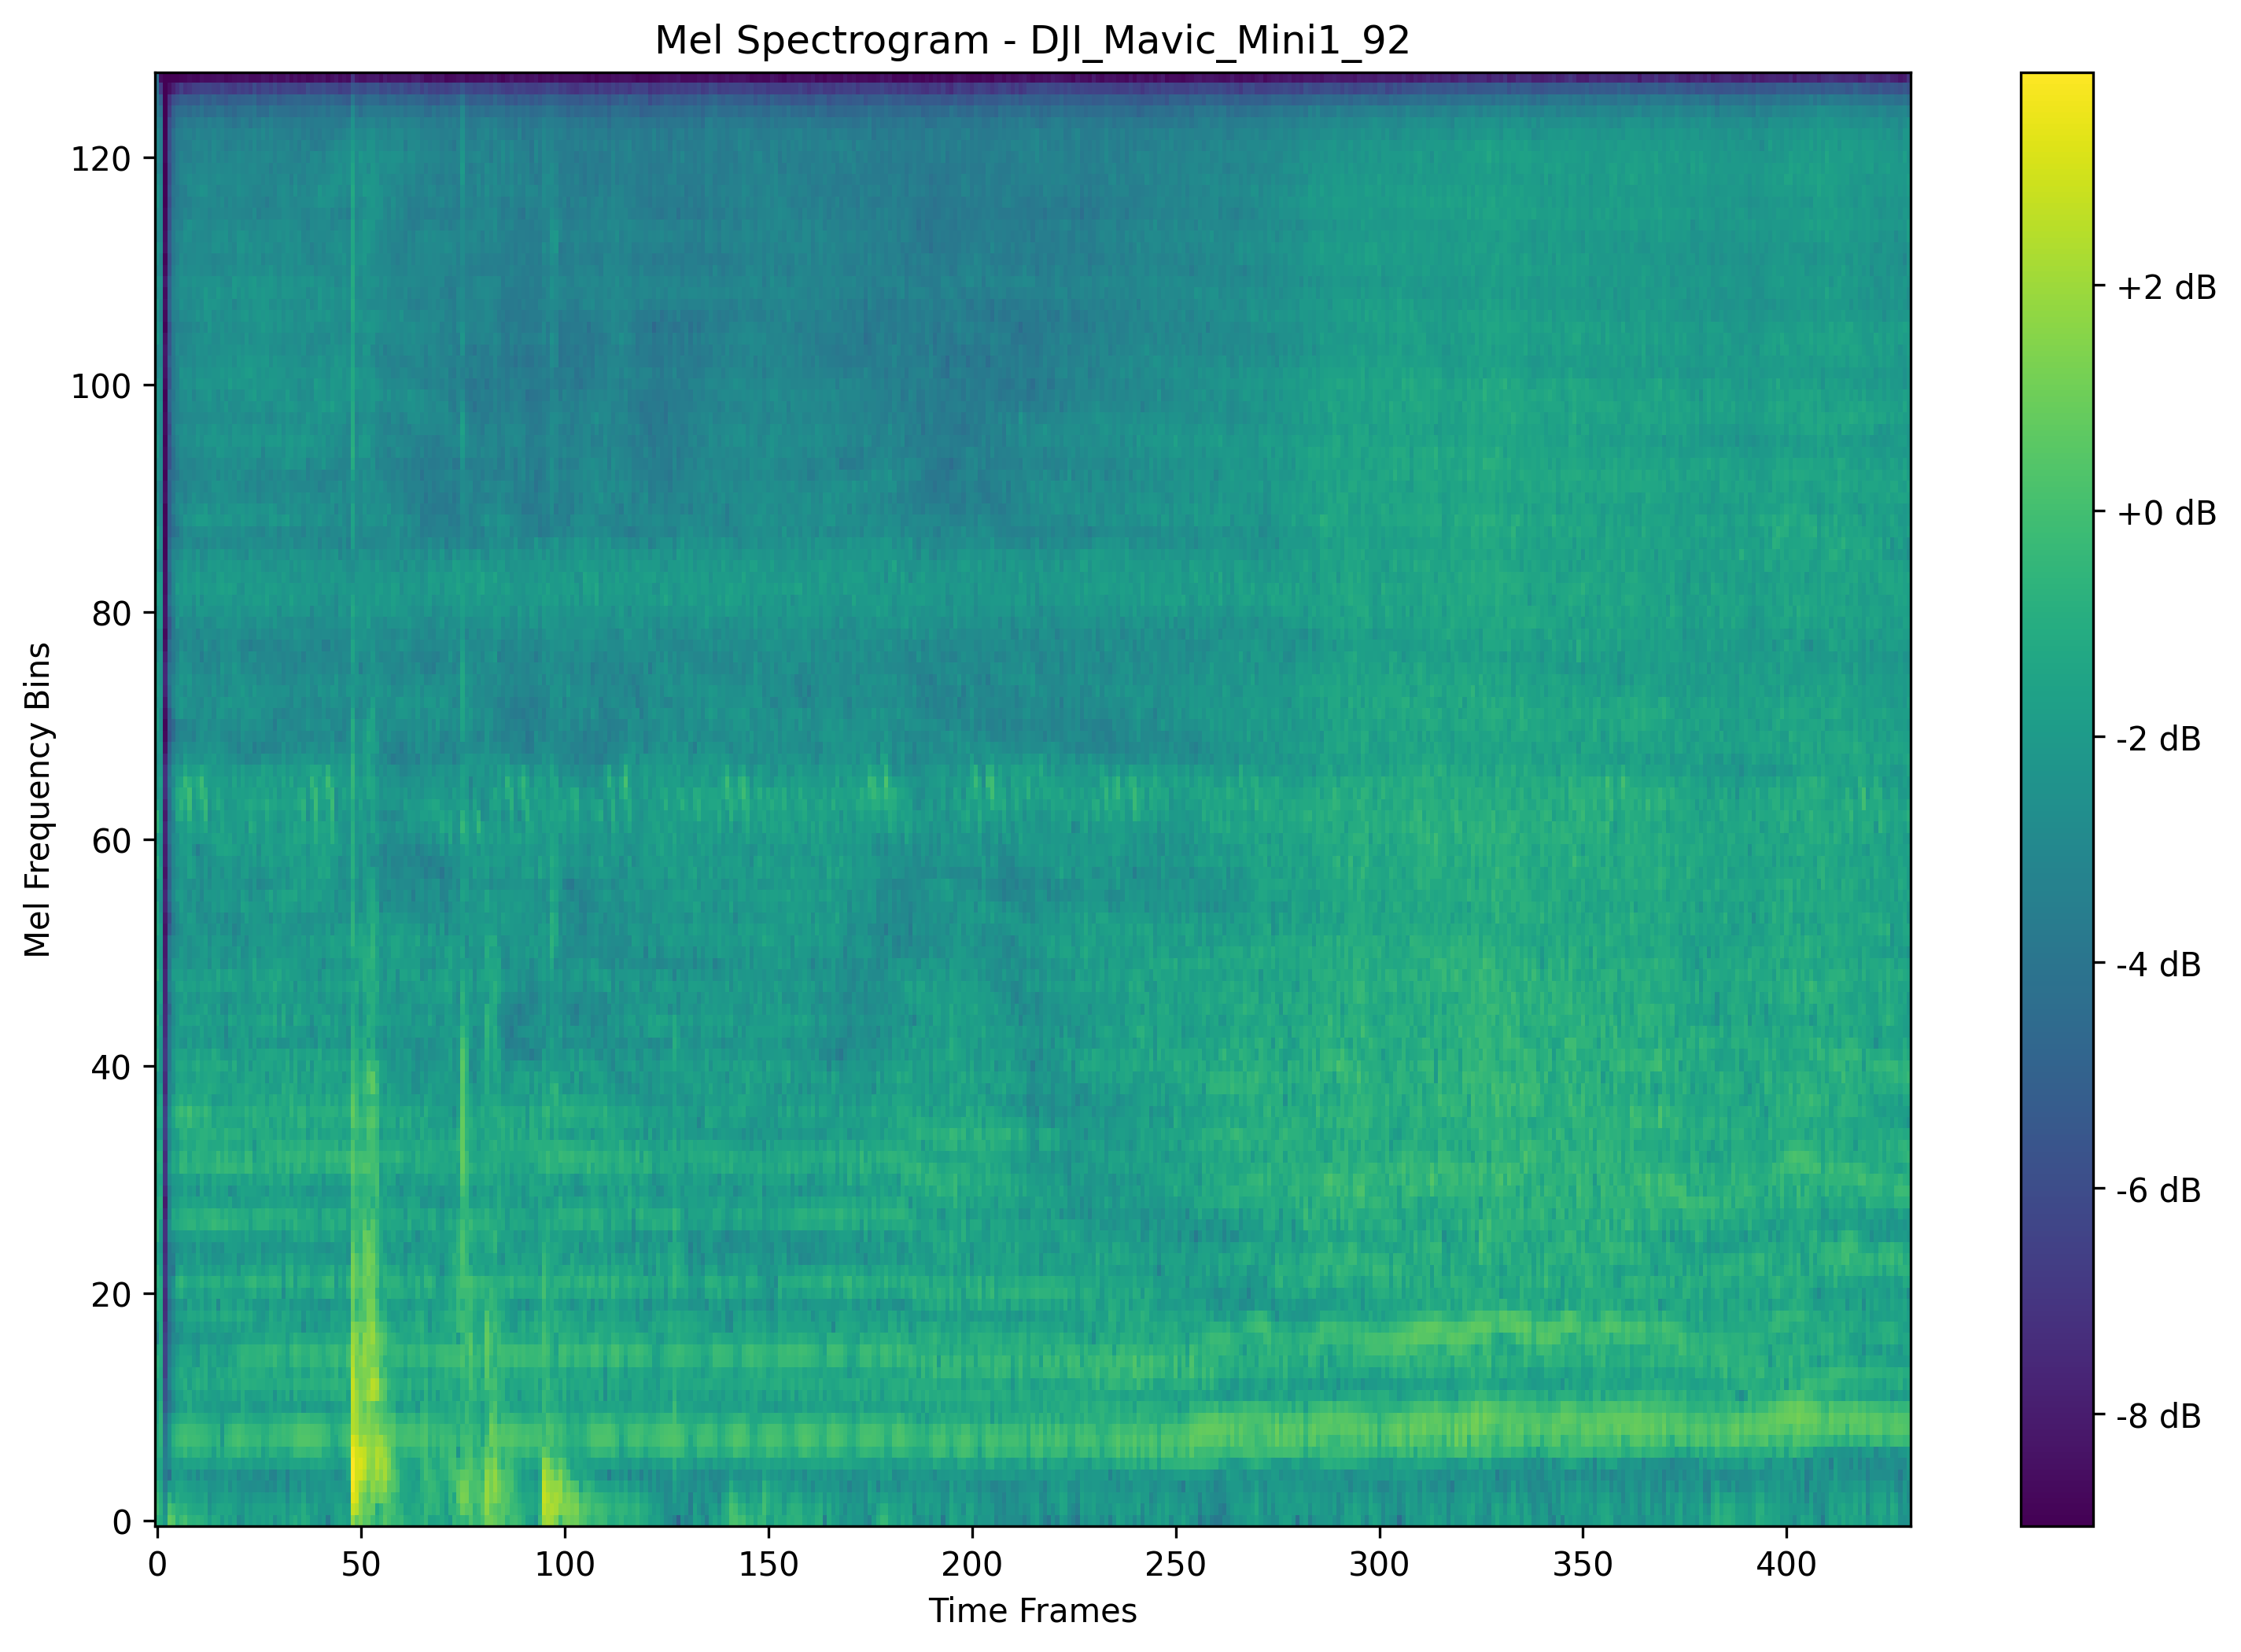 Mel Spectrogram - DJI_Mavic_Mini1_92
Mel Frequency Bins
120
100
80
60
40
20
0
0 50 100 150 200 250 300 350 400
Time Frames
+2 dB
+0 dB
-2 dB
-4 dB
-6 dB
-8 dB